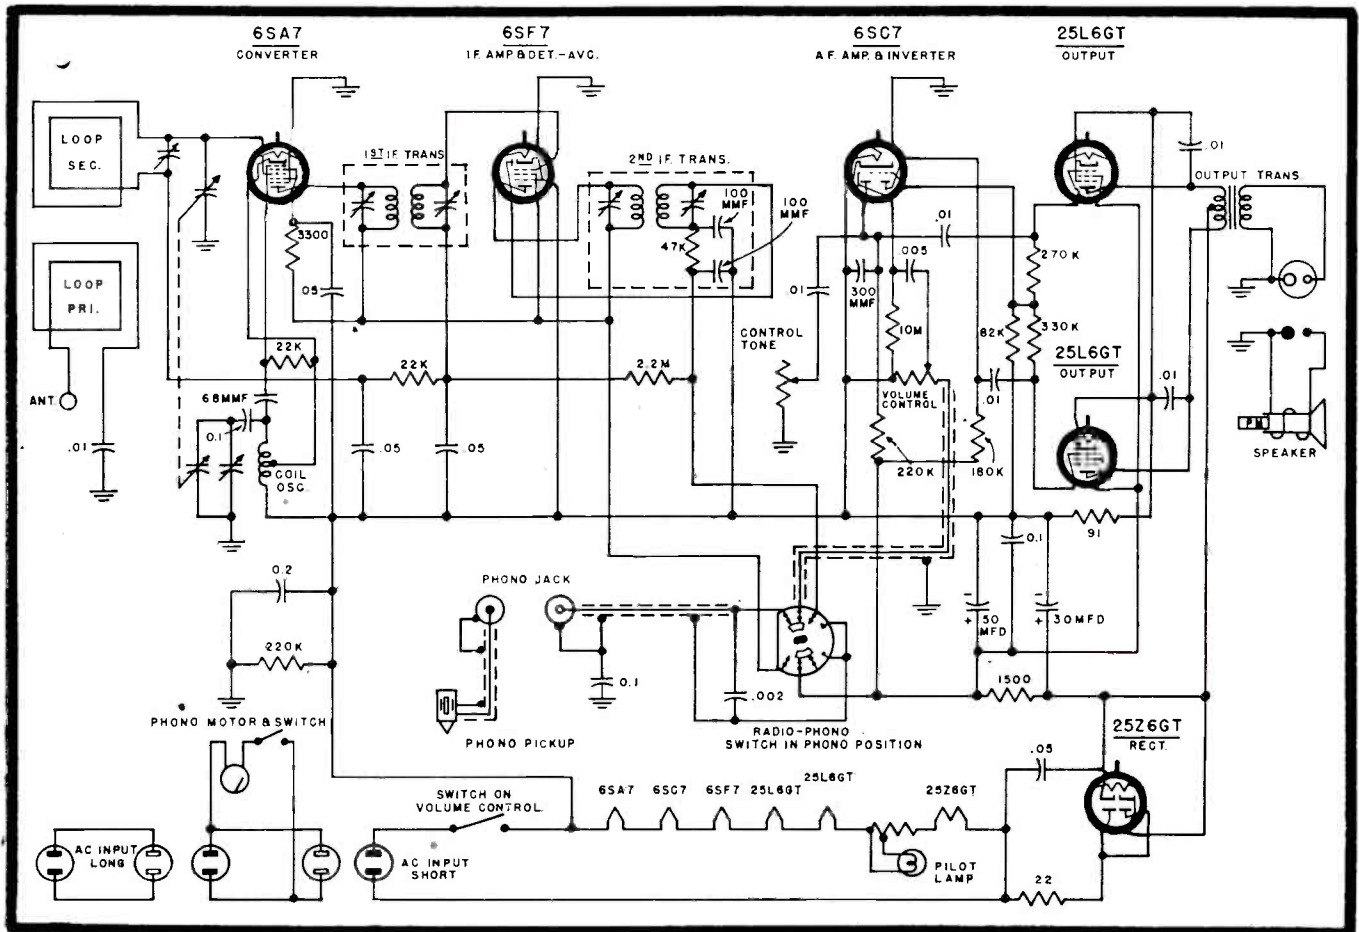 6SA7
CONVERTER
6SF7
I.F. AMP. & DET.-AVC.
6SC7
A.F. AMP. & INVERTER
25L6GT
OUTPUT
LOOP
SEC.
1ST IF TRANS
2ND I.F. TRANS.
100
MMF
100
MMF
.01
OUTPUT TRANS.
3300
.05
47K
.01
.005
.01
300
MMF
270K
LOOP
PRI.
CONTROL
TONE
10M
82K
330K
25L6GT
OUTPUT
22K
22K
2.2M
VOLUME
CONTROL
.01
.01
ANT.
68MMF
0.1
.01
COIL
OSC.
.05
.05
220K
180K
P M
SPEAKER
91
0.1
0.2
PHONO JACK
- +
50
MFD
- +
30MFD
220K
0.1
.002
1500
PHONO MOTOR & SWITCH
PHONO PICKUP
RADIO-PHONO
SWITCH IN PHONO POSITION
25Z6GT
RECT.
.05
SWITCH ON
VOLUME CONTROL
6SA7
6SC7
6SF7
25L6GT
25L6GT
25Z6GT
AC INPUT
LONG
AC INPUT
SHORT
PILOT
LAMP
22